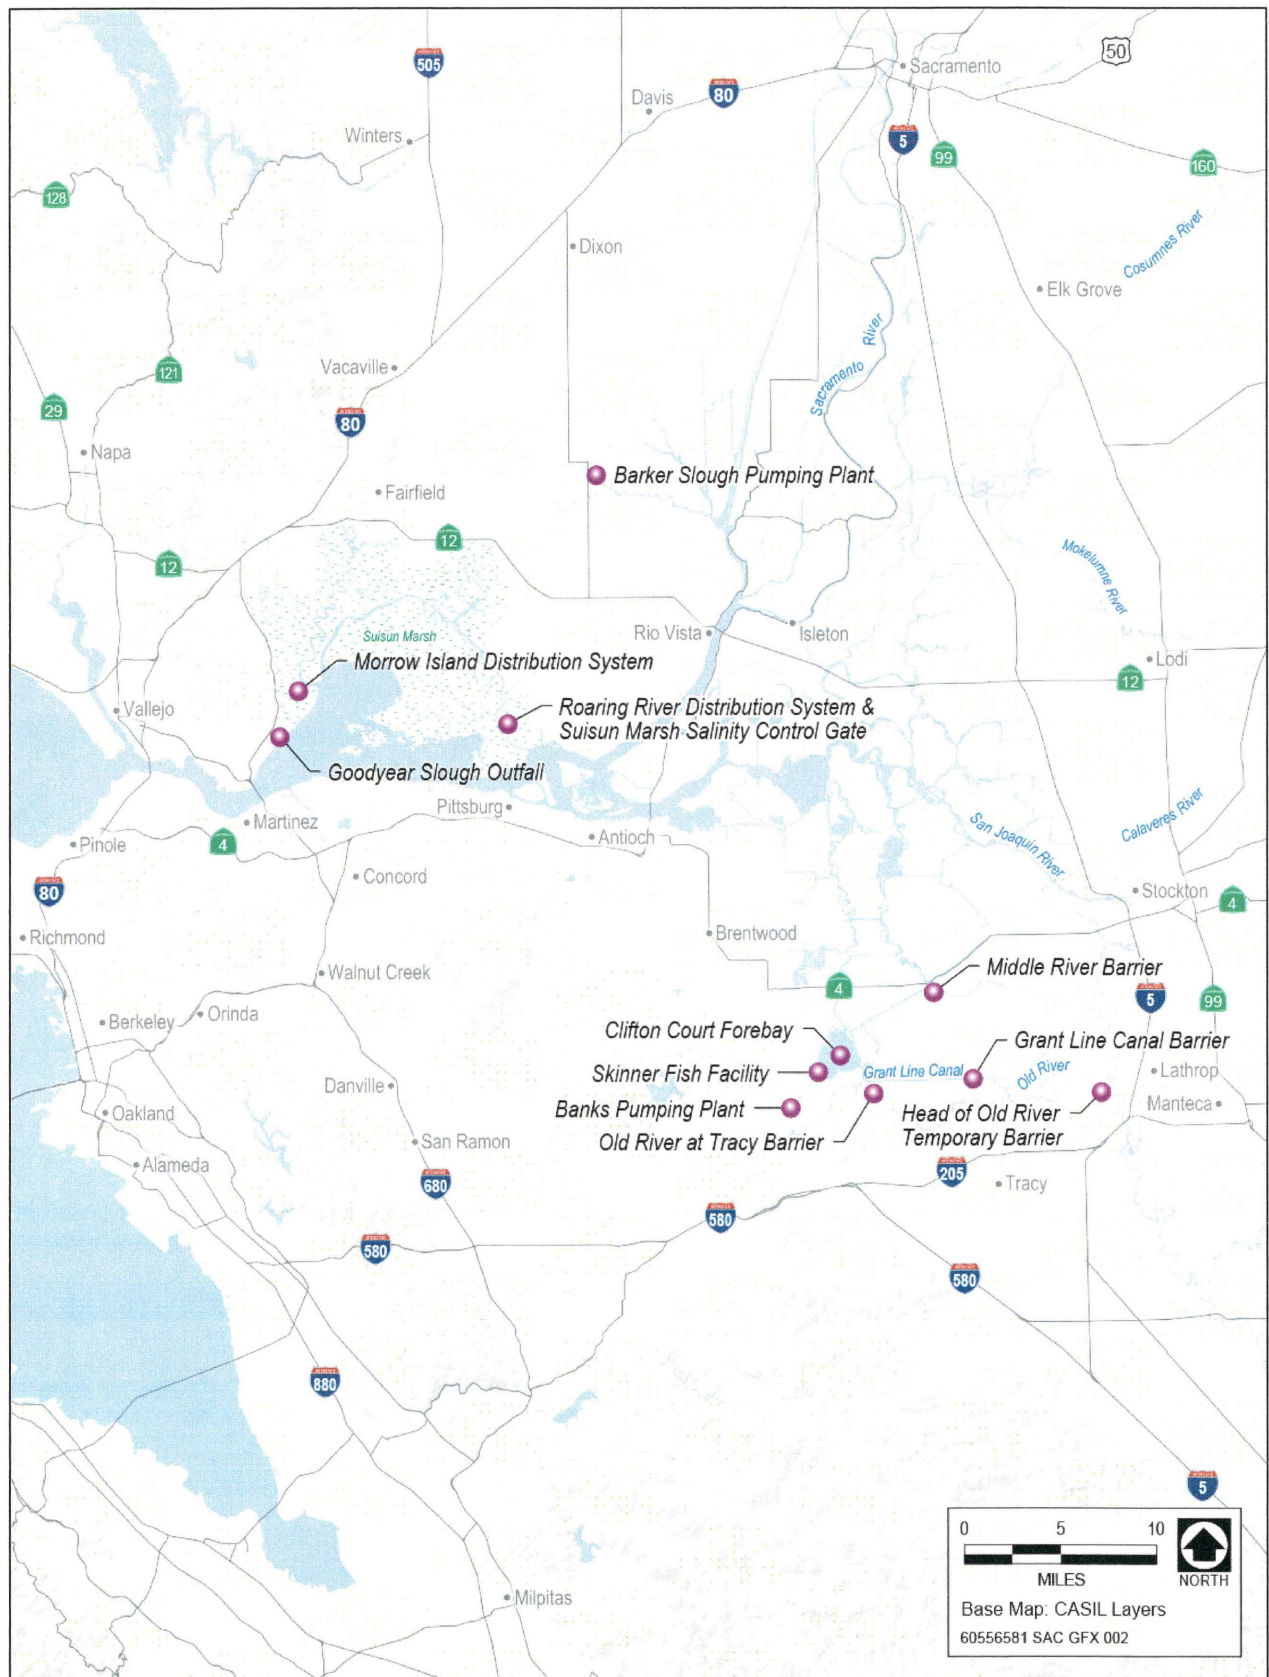 505
50
Sacramento
80
Davis
5
Winters
99
160
128
Cosumnes River
Dixon
Elk Grove
Sacramento River
Vacaville
121
29
80
Napa
Barker Slough Pumping Plant
Fairfield
12
12
Mokelumne River
Suisun Marsh
Rio Vista
Isleton
Morrow Island Distribution System
Lodi
12
Vallejo
Roaring River Distribution System &
Suisun Marsh Salinity Control Gate
Goodyear Slough Outfall
Pittsburg
Martinez
Calaveres River
San Joaquin River
Antioch
Pinole
4
Concord
80
Stockton
4
Brentwood
Richmond
Middle River Barrier
Walnut Creek
4
5
99
Orinda
Berkeley
Clifton Court Forebay
Grant Line Canal Barrier
Skinner Fish Facility
Grant Line Canal
Old River
Lathrop
Danville
Banks Pumping Plant
Head of Old River
Temporary Barrier
Manteca
Oakland
San Ramon
Old River at Tracy Barrier
Alameda
680
205
Tracy
580
580
580
880
5
0 5 10
MILES
NORTH
Base Map: CASIL Layers
60556581 SAC GFX 002
Milpitas